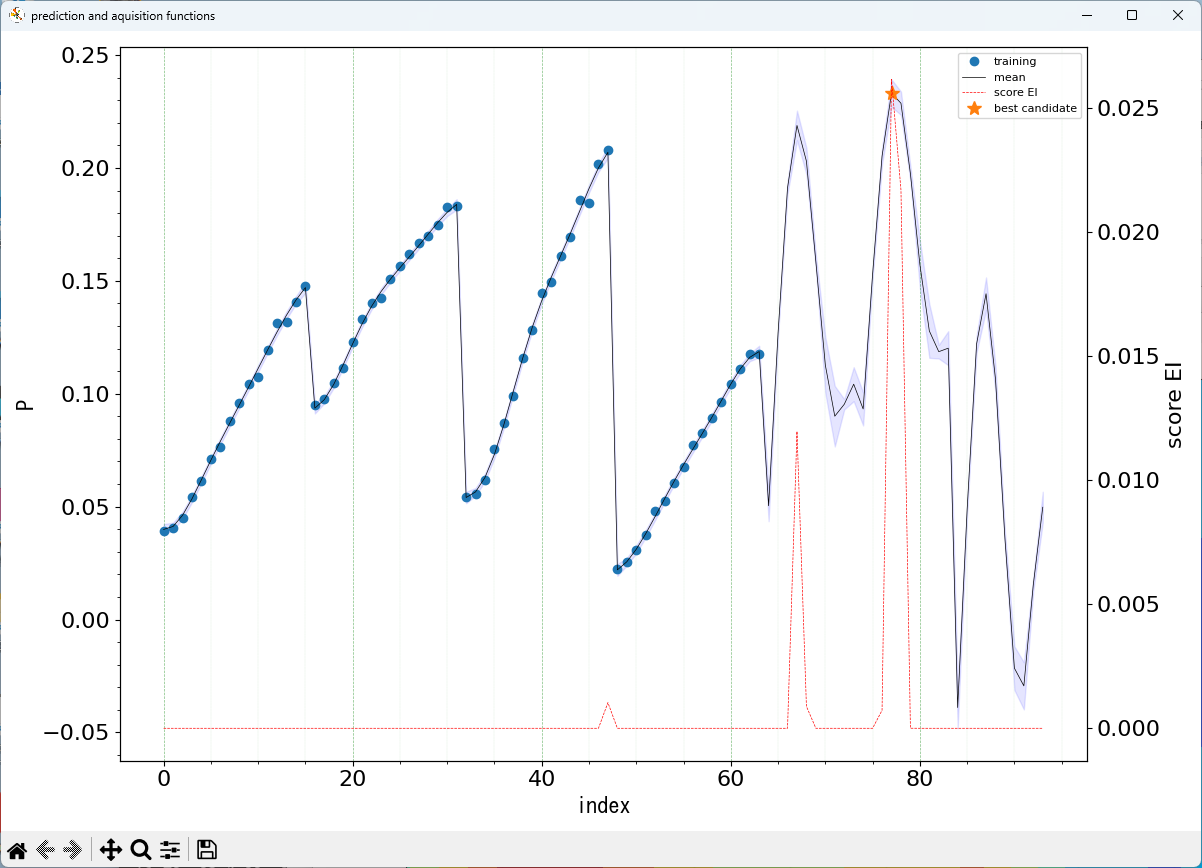 prediction and aquisition functions
training
mean
score EI
best candidate
0.25
0.20
0.15
0.10
0.05
0.00
−0.05
P
0.025
0.020
0.015
0.010
0.005
0.000
score EI
0
20
40
60
80
index